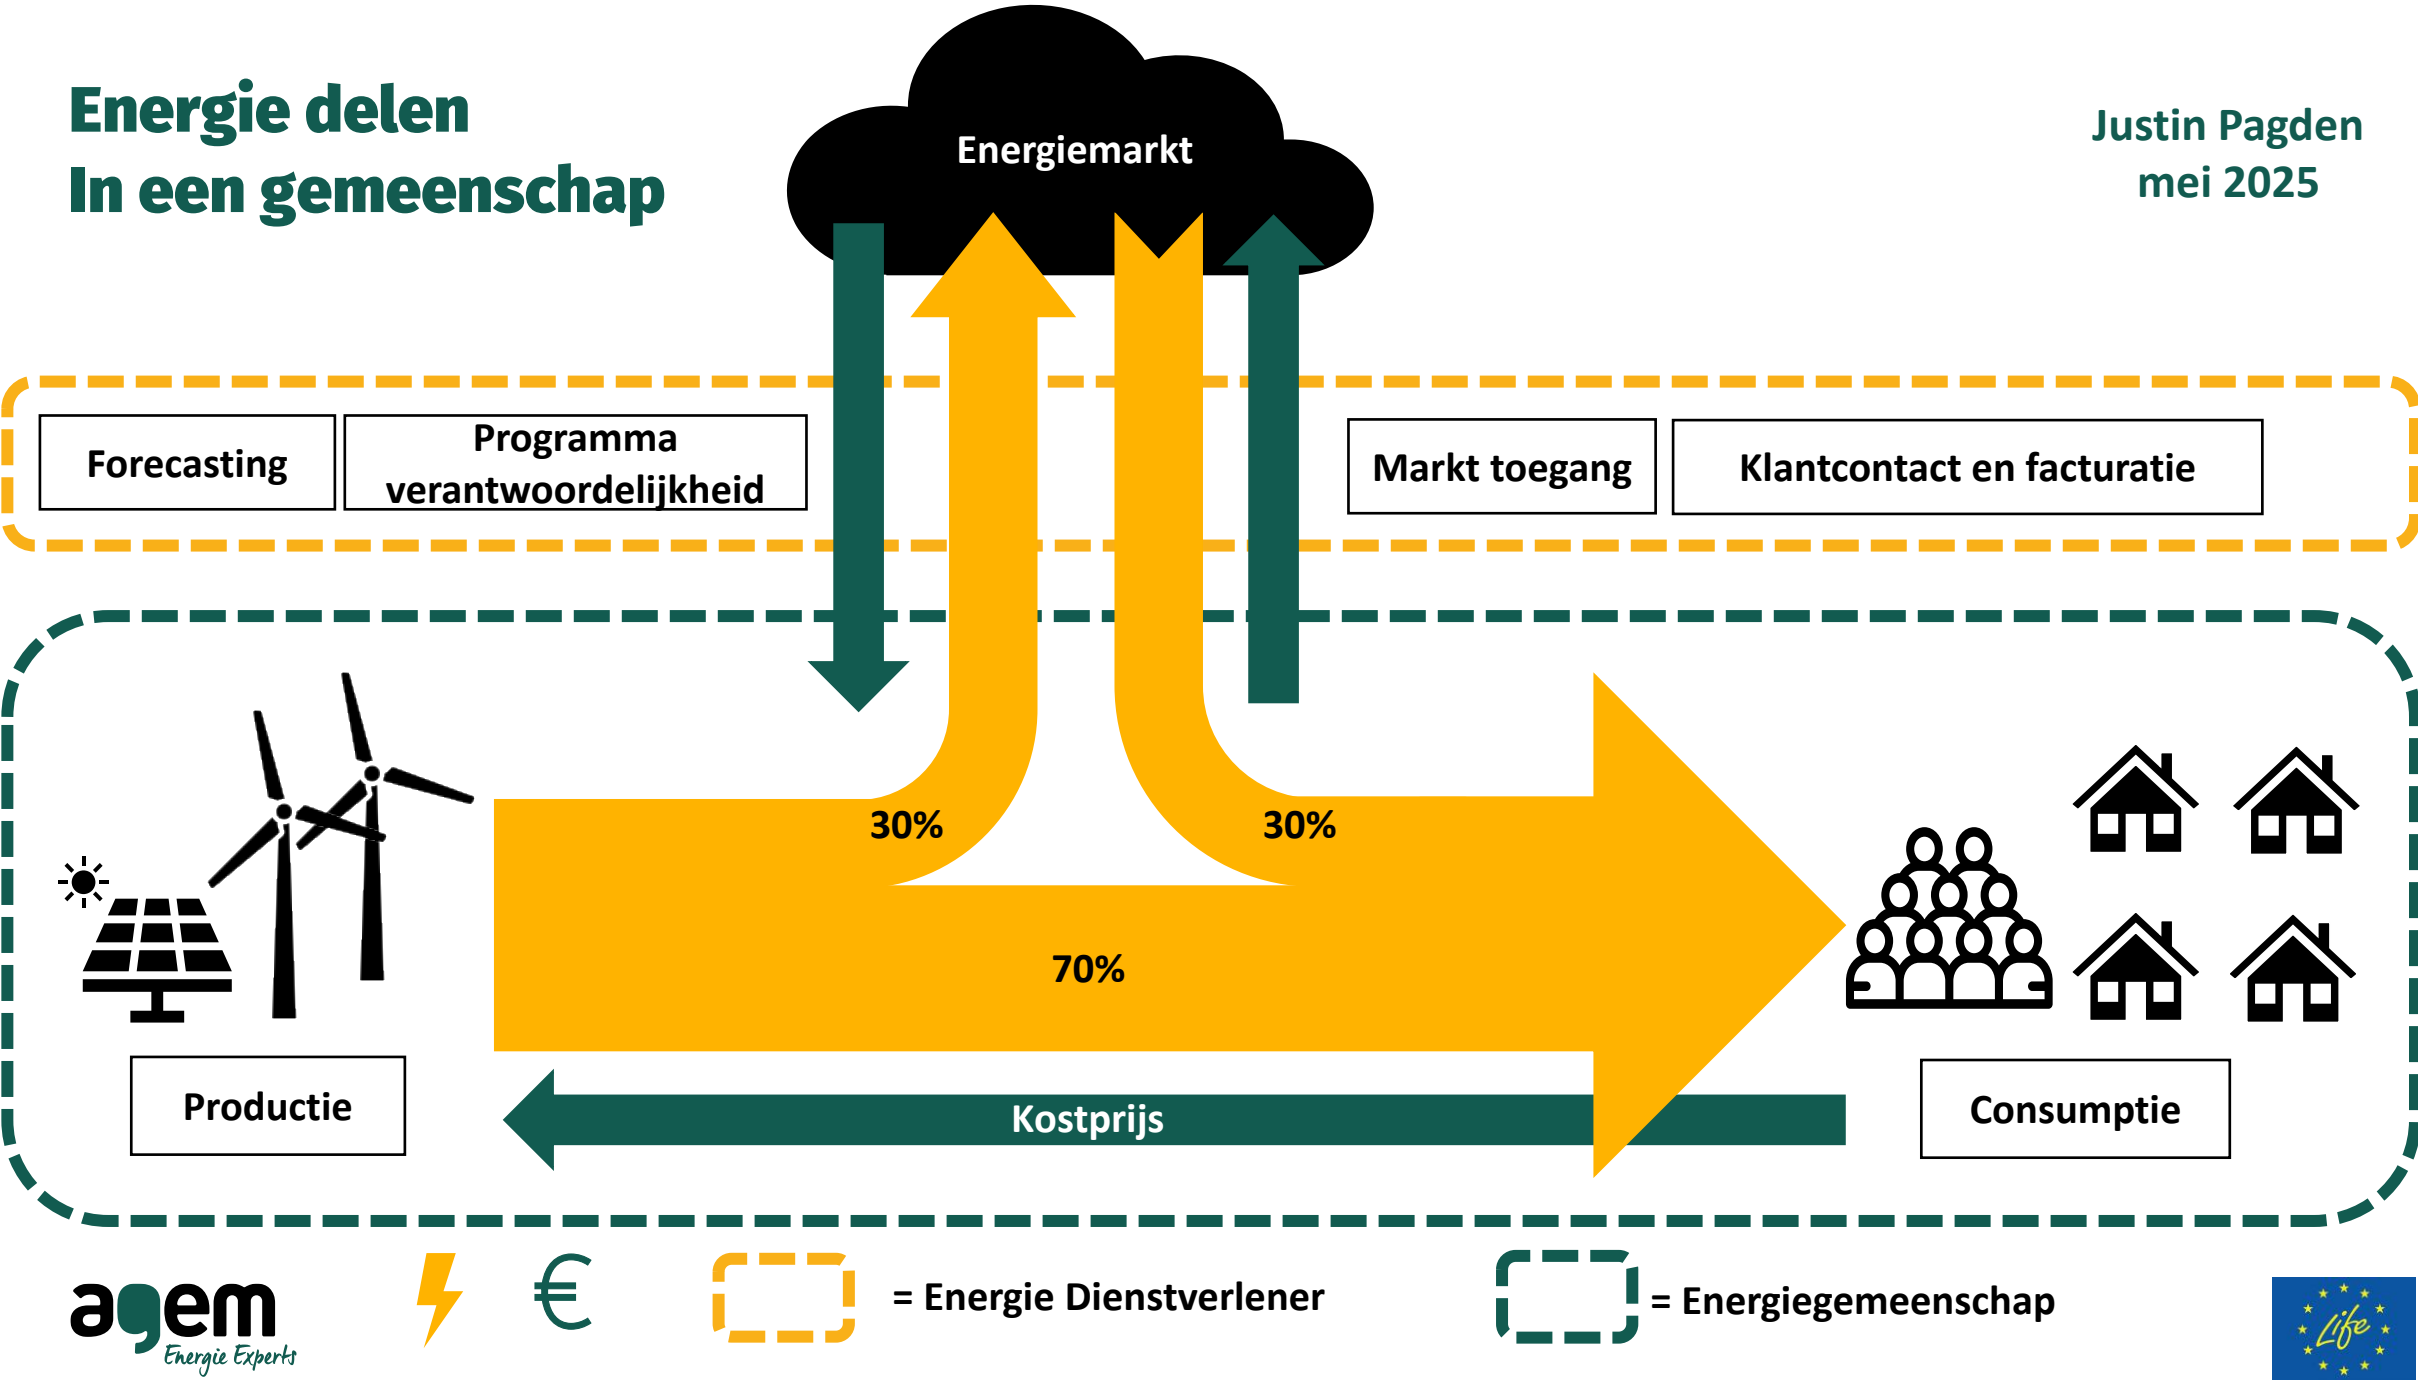 Energie delen
In een gemeenschap
Energiemarkt
Justin Pagden
mei 2025
Forecasting
Programma
verantwoordelijkheid
Markt toegang
Klantcontact en facturatie
30%
30%
70%
Productie
Kostprijs
Consumptie
agem
Energie Experts
€
= Energie Dienstverlener
= Energiegemeenschap
Life